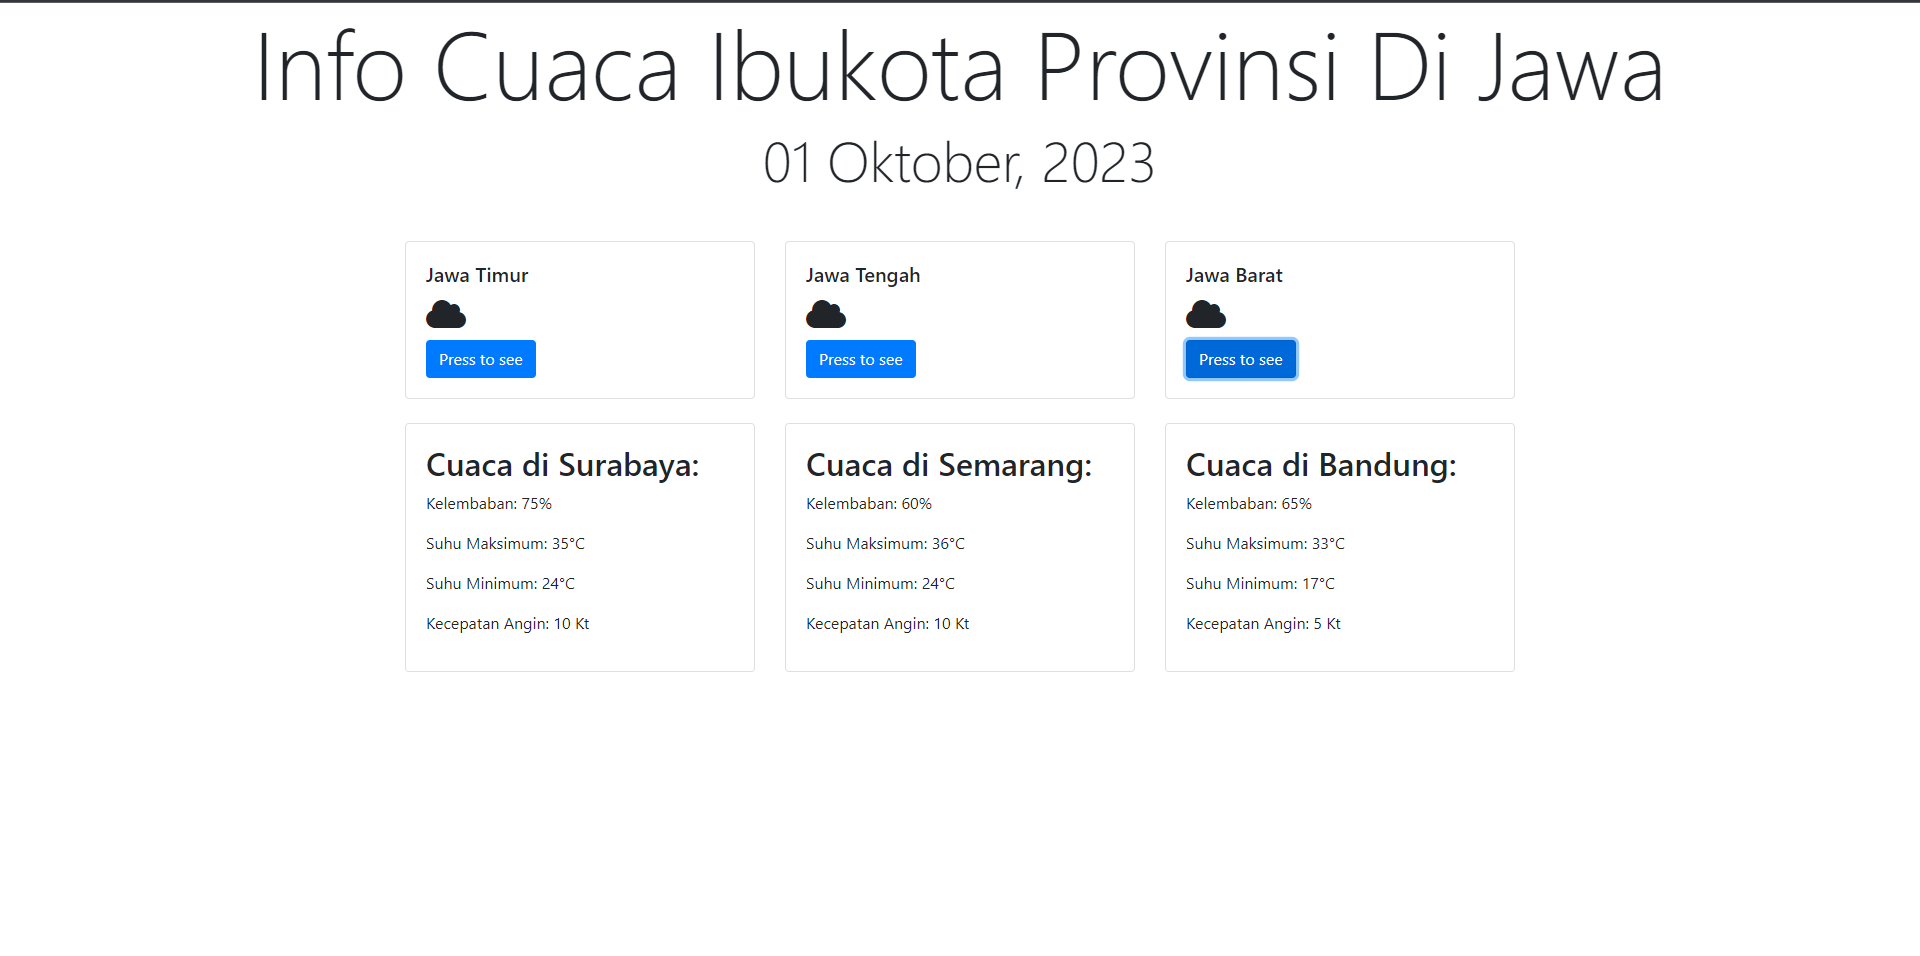 Info Cuaca Ibukota Provinsi Di Jawa
01 Oktober, 2023
Jawa Timur
Press to see
Jawa Tengah
Press to see
Jawa Barat
Press to see
Cuaca di Surabaya:
Kelembaban: 75%
Suhu Maksimum: 35°C
Suhu Minimum: 24°C
Kecepatan Angin: 10 Kt
Cuaca di Semarang:
Kelembaban: 60%
Suhu Maksimum: 36°C
Suhu Minimum: 24°C
Kecepatan Angin: 10 Kt
Cuaca di Bandung:
Kelembaban: 65%
Suhu Maksimum: 33°C
Suhu Minimum: 17°C
Kecepatan Angin: 5 Kt